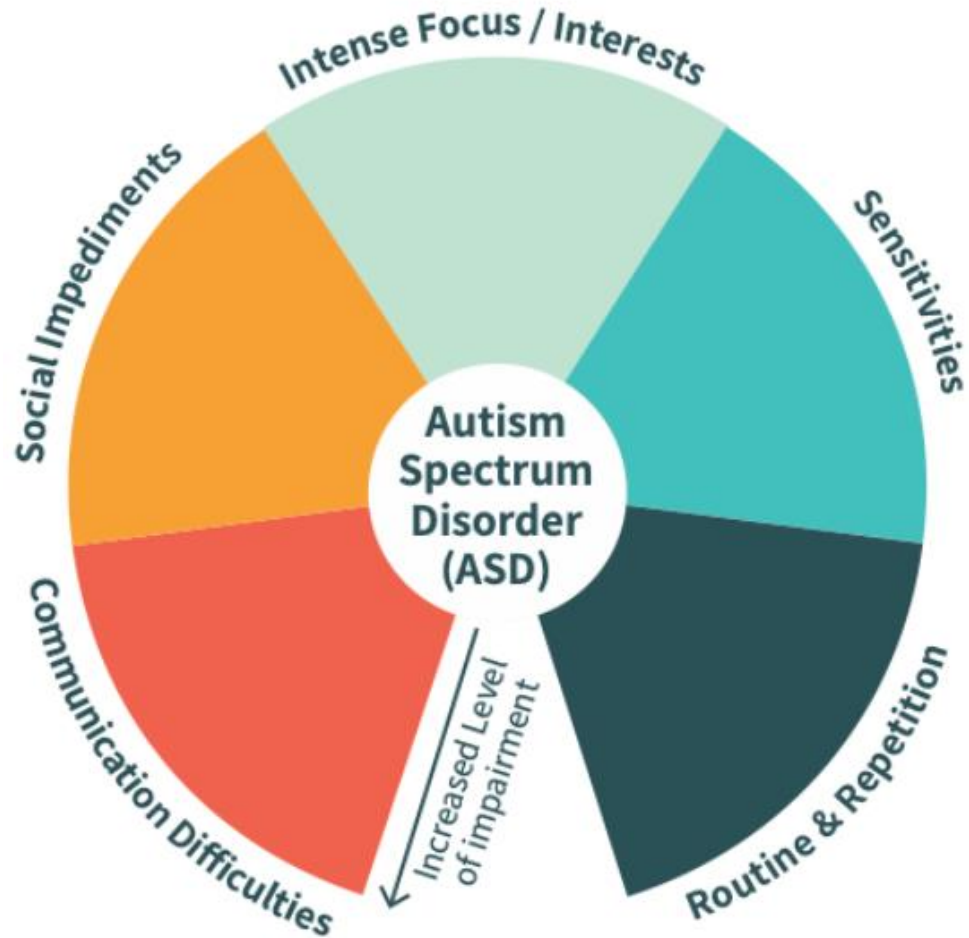 Intense Focus / Interests
Social Impediments
Sensitivities
Autism
Spectrum
Disorder
(ASD)
Communication Difficulties
Increased Level
of impairment
Routine & Repetition